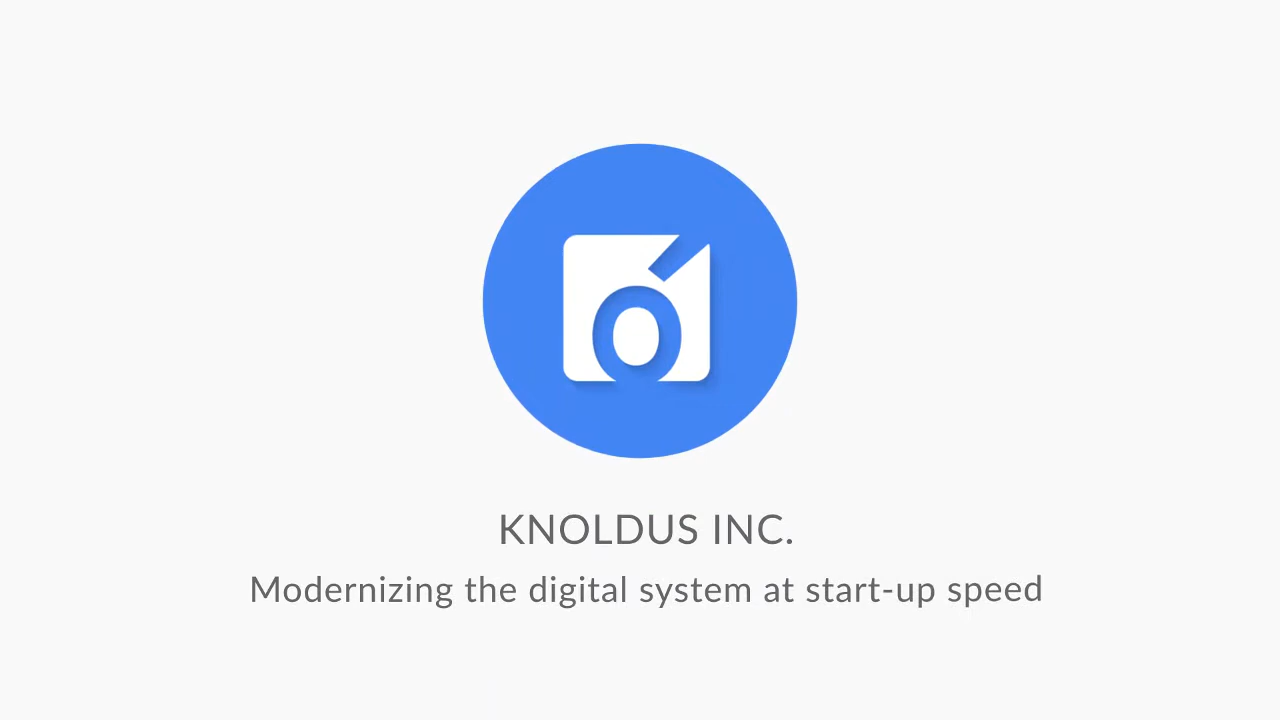 KNOLDUS INC.
Modernizing the digital system at start-up speed